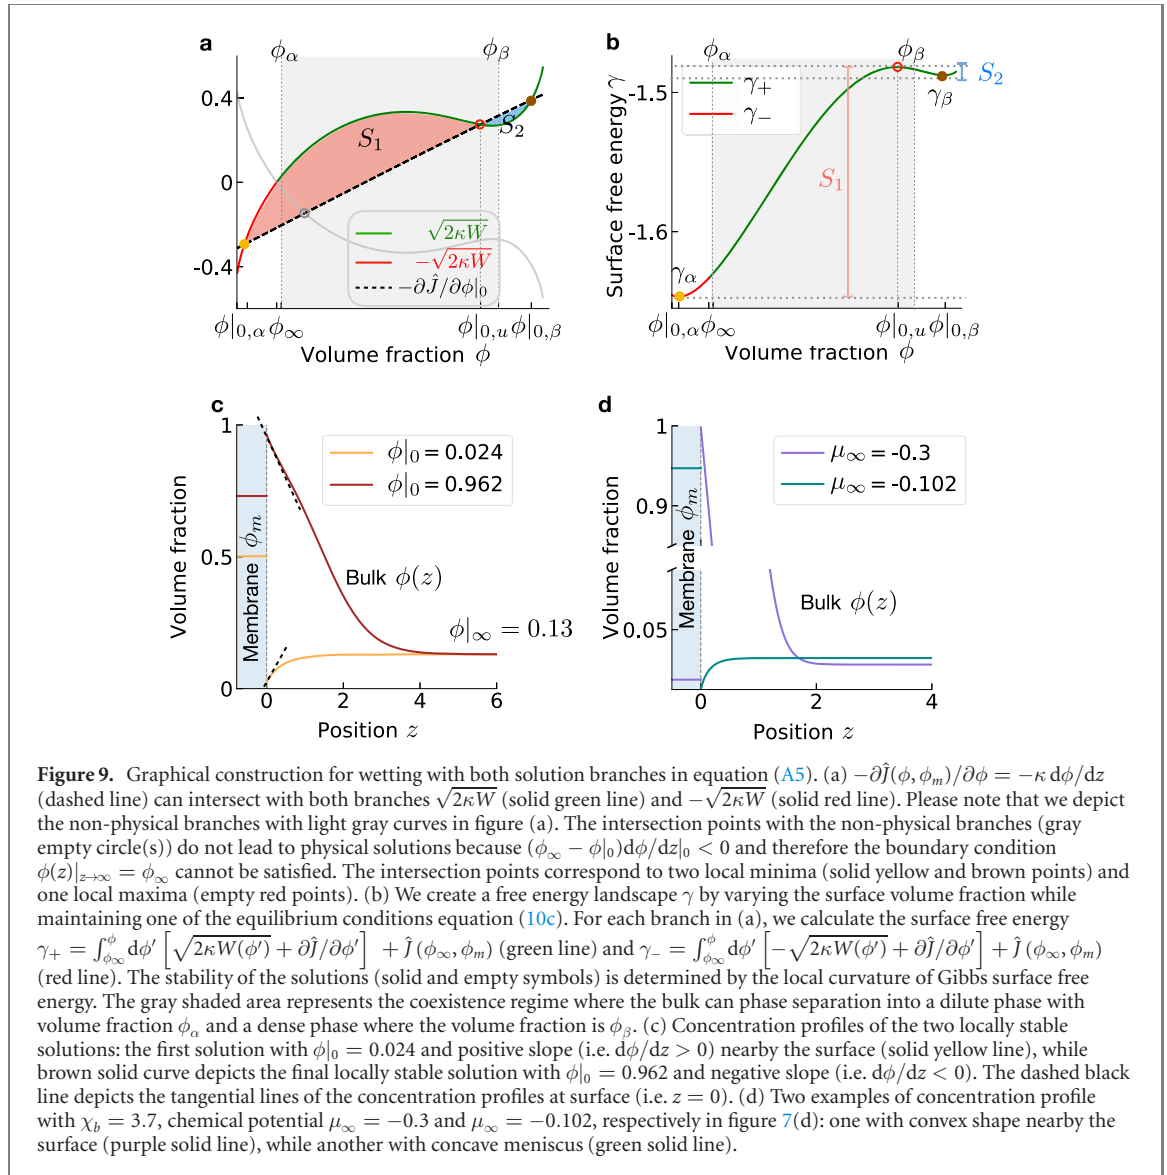 a
ϕα
ϕβ
0.4
0
-0.4
S₁
S₂
√2κW
−√2κW
−∂Ĵ/∂ϕ|₀
ϕ|₀,α ϕ∞ ϕ|₀,u ϕ|₀,β
Volume fraction ϕ
b
ϕα
ϕβ
Surface free energy γ
-1.5
-1.6
γ₊
γ₋
S₁
S₂
γα
γβ
ϕ|₀,α ϕ∞ ϕ|₀,u ϕ|₀,β
Volume fraction ϕ
c
Volume fraction
1
0.5
0
Membrane ϕm
ϕ|₀ = 0.024
ϕ|₀ = 0.962
Bulk ϕ(z)
ϕ|∞ = 0.13
0 2 4 6
Position z
d
Volume fraction
1
0.9
0.05
Membrane ϕm
μ∞ = -0.3
μ∞ = -0.102
Bulk ϕ(z)
0 2 4
Position z
Figure 9. Graphical construction for wetting with both solution branches in equation (A5). (a) −∂Ĵ(ϕ, ϕm)/∂ϕ = −κ dϕ/dz
(dashed line) can intersect with both branches √2κW (solid green line) and −√2κW (solid red line). Please note that we depict
the non-physical branches with light gray curves in figure (a). The intersection points with the non-physical branches (gray
empty circle(s)) do not lead to physical solutions because (ϕ∞ − ϕ|₀)dϕ/dz|₀ < 0 and therefore the boundary condition
ϕ(z)|z→∞ = ϕ∞ cannot be satisfied. The intersection points correspond to two local minima (solid yellow and brown points) and
one local maxima (empty red points). (b) We create a free energy landscape γ by varying the surface volume fraction while
maintaining one of the equilibrium conditions equation (10c). For each branch in (a), we calculate the surface free energy
γ₊ = ∫ϕ∞^ϕ dϕ′ [√2κW(ϕ′) + ∂Ĵ/∂ϕ′] + Ĵ (ϕ∞, ϕm) (green line) and γ₋ = ∫ϕ∞^ϕ dϕ′ [−√2κW(ϕ′) + ∂Ĵ/∂ϕ′] + Ĵ (ϕ∞, ϕm)
(red line). The stability of the solutions (solid and empty symbols) is determined by the local curvature of Gibbs surface free
energy. The gray shaded area represents the coexistence regime where the bulk can phase separation into a dilute phase with
volume fraction ϕα and a dense phase where the volume fraction is ϕβ. (c) Concentration profiles of the two locally stable
solutions: the first solution with ϕ|₀ = 0.024 and positive slope (i.e. dϕ/dz > 0) nearby the surface (solid yellow line), while
brown solid curve depicts the final locally stable solution with ϕ|₀ = 0.962 and negative slope (i.e. dϕ/dz < 0). The dashed black
line depicts the tangential lines of the concentration profiles at surface (i.e. z = 0). (d) Two examples of concentration profile
with χb = 3.7, chemical potential μ∞ = −0.3 and μ∞ = −0.102, respectively in figure 7(d): one with convex shape nearby the
surface (purple solid line), while another with concave meniscus (green solid line).